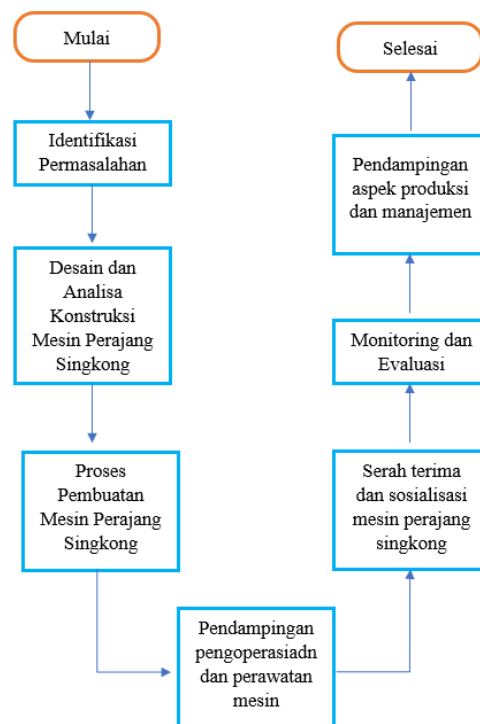 Mulai
Identifikasi
Permasalahan
Desain dan
Analisa
Konstruksi
Mesin Perajang
Singkong
Proses
Pembuatan
Mesin Perajang
Singkong
Pendampingan
pengoperasiadn
dan perawatan
mesin
Serah terima
dan sosialisasi
mesin perajang
singkong
Monitoring dan
Evaluasi
Pendampingan
aspek produksi
dan manajemen
Selesai